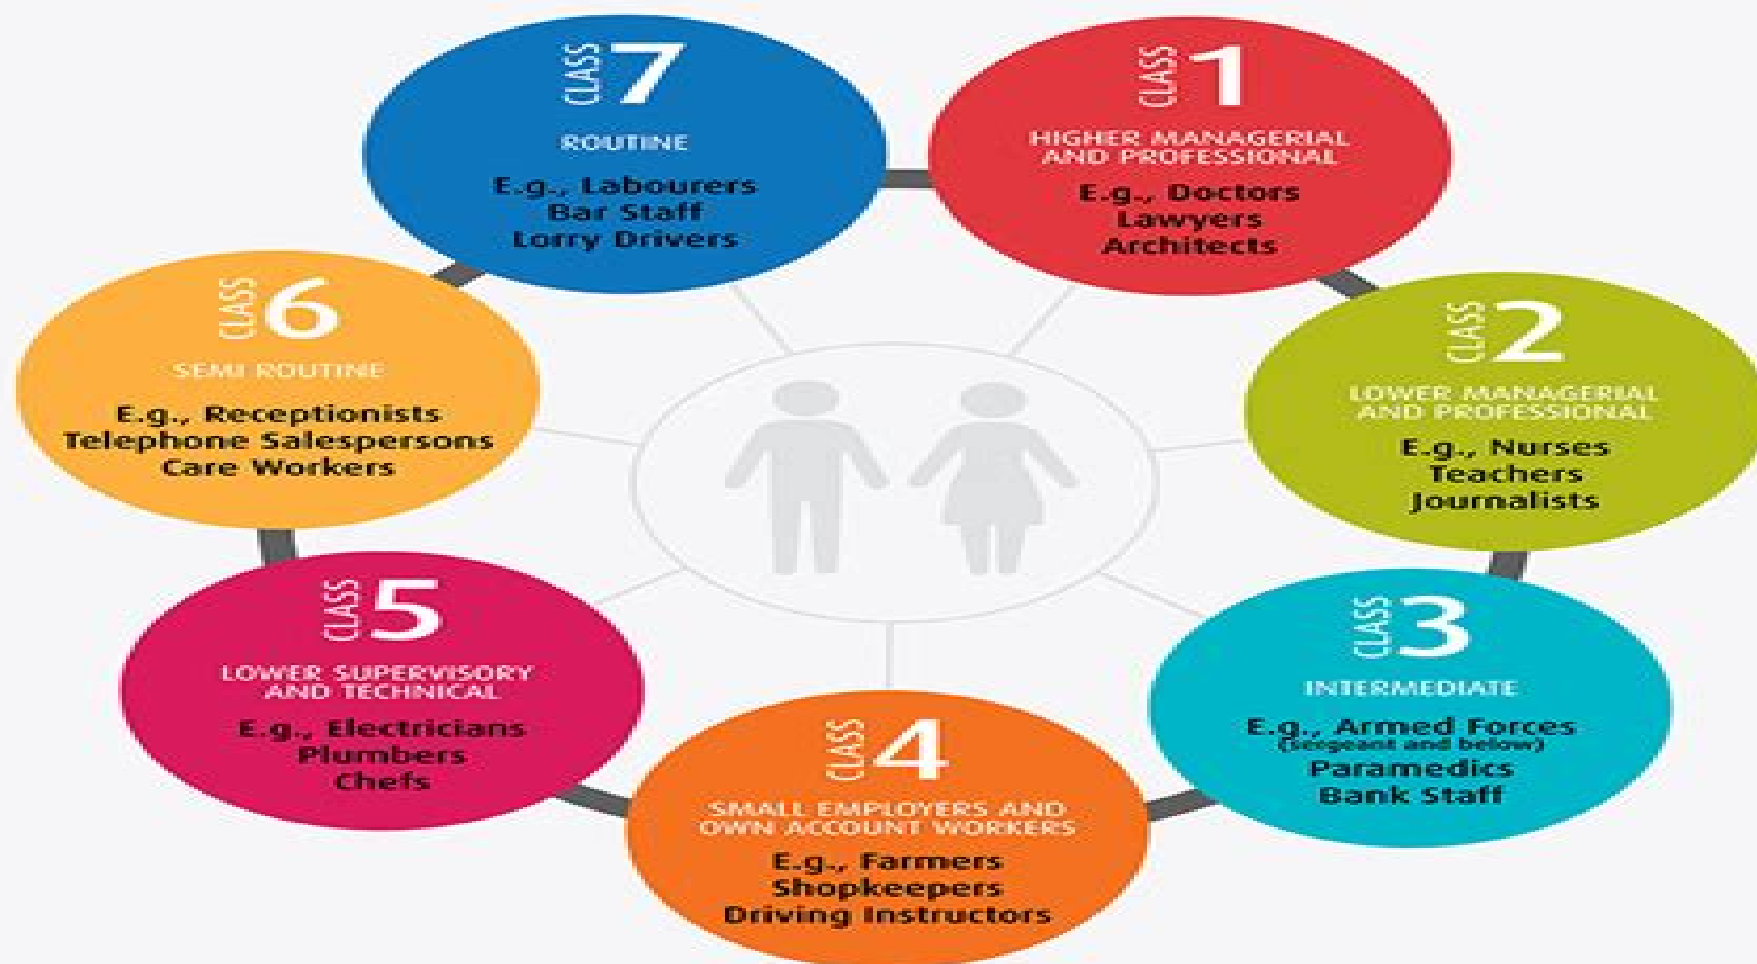 CLASS 1
HIGHER MANAGERIAL
AND PROFESSIONAL
E.g., Doctors
Lawyers
Architects
CLASS 2
LOWER MANAGERIAL
AND PROFESSIONAL
E.g., Nurses
Teachers
Journalists
CLASS 3
INTERMEDIATE
E.g., Armed Forces
(sergeant and below)
Paramedics
Bank Staff
CLASS 4
SMALL EMPLOYERS AND
OWN ACCOUNT WORKERS
E.g., Farmers
Shopkeepers
Driving Instructors
CLASS 5
LOWER SUPERVISORY
AND TECHNICAL
E.g., Electricians
Plumbers
Chefs
CLASS 6
SEMI ROUTINE
E.g., Receptionists
Telephone Salespersons
Care Workers
CLASS 7
ROUTINE
E.g., Labourers
Bar Staff
Lorry Drivers